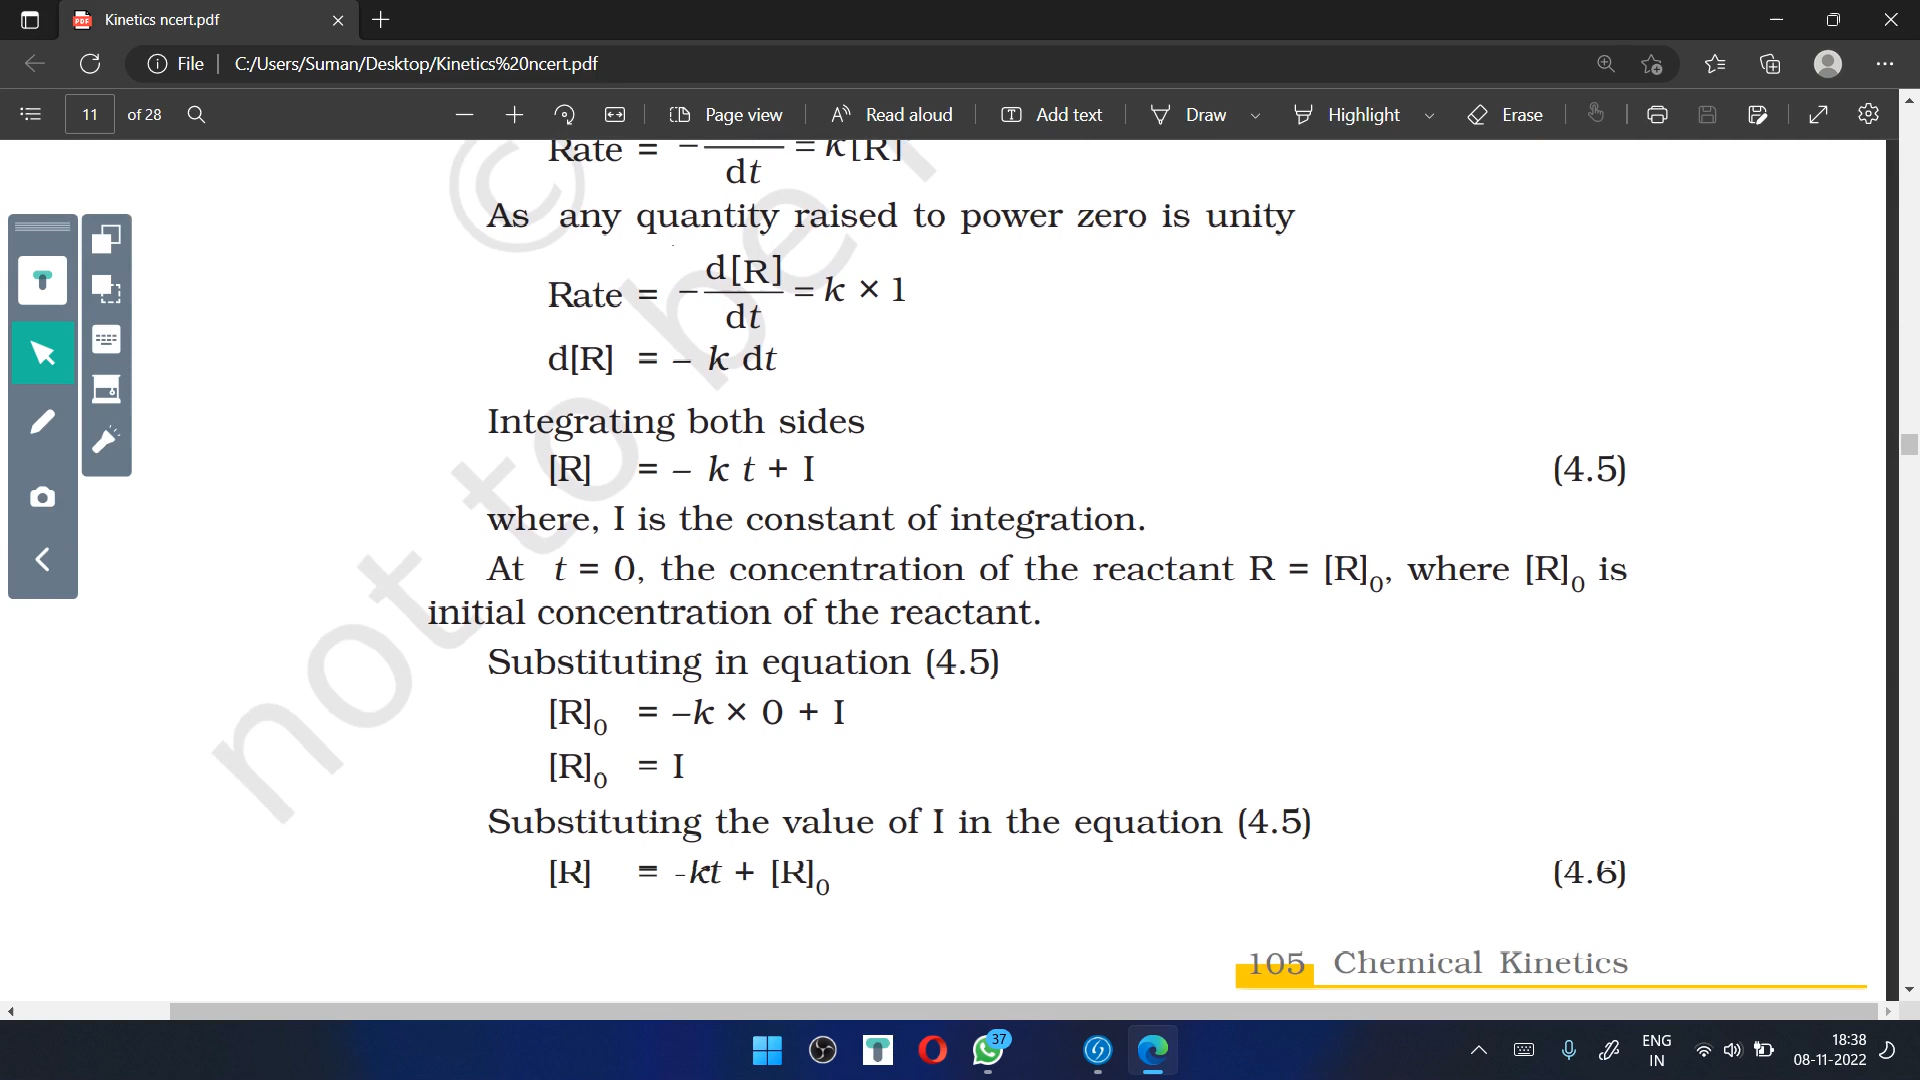 Kinetics ncert.pdf
File | C:/Users/Suman/Desktop/Kinetics%20ncert.pdf
11 of 28 Page view Read aloud Add text Draw Highlight Erase
Rate = – / dt = k [R]
As any quantity raised to power zero is unity
Rate = – d[R] / dt = k × 1
d[R] = – k dt
Integrating both sides
[R] = – k t + I (4.5)
where, I is the constant of integration.
At t = 0, the concentration of the reactant R = [R]₀, where [R]₀ is
initial concentration of the reactant.
Substituting in equation (4.5)
[R]₀ = –k × 0 + I
[R]₀ = I
Substituting the value of I in the equation (4.5)
[R] = -kt + [R]₀ (4.6)
105 Chemical Kinetics
© not to be r
37
ENG
IN
18:38
08-11-2022